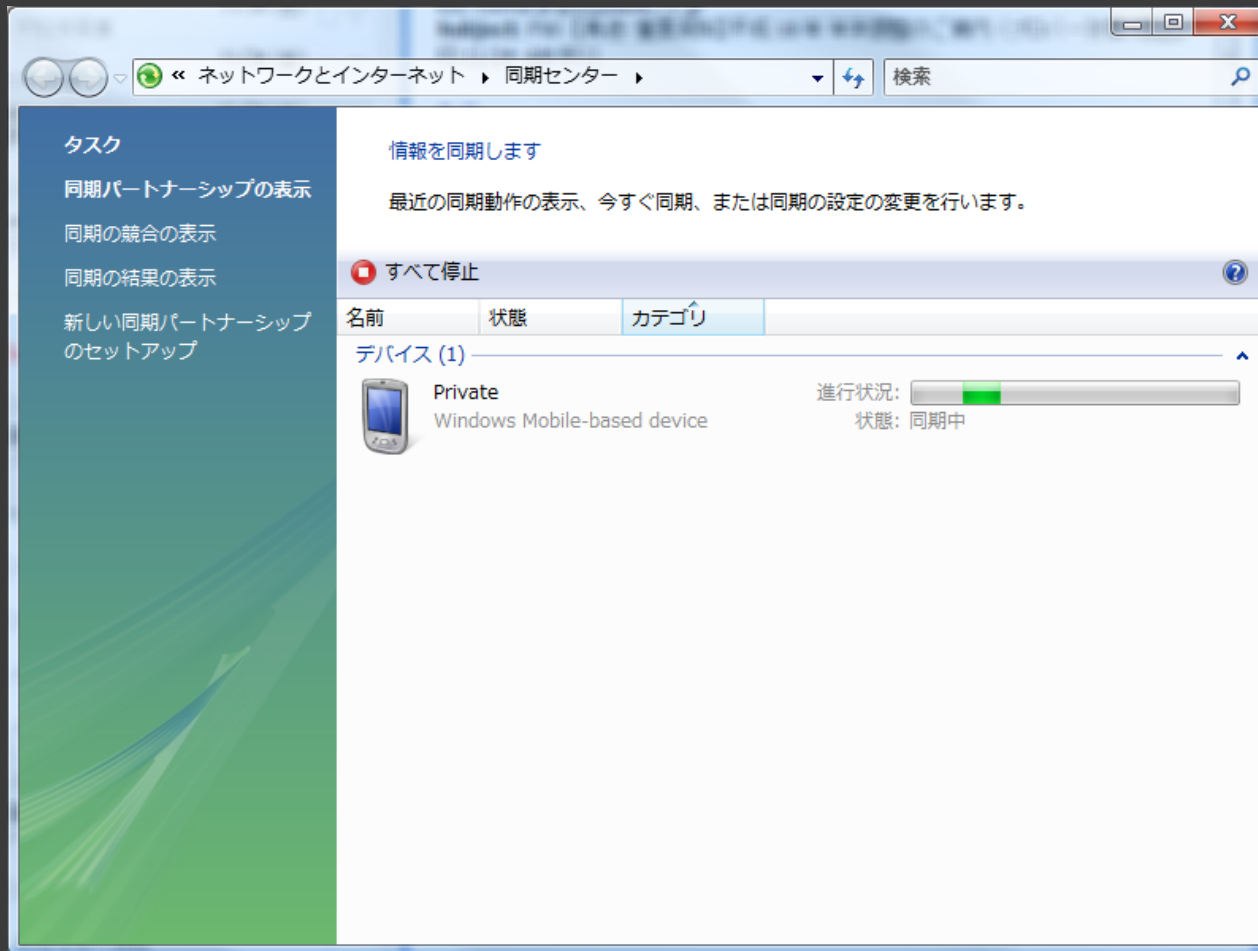 « ネットワークとインターネット ▸ 同期センター ▸
検索
タスク
同期パートナーシップの表示
同期の競合の表示
同期の結果の表示
新しい同期パートナーシップ
のセットアップ
情報を同期します
最近の同期動作の表示、今すぐ同期、または同期の設定の変更を行います。
すべて停止
名前 状態 カテゴリ
デバイス (1)
Private
Windows Mobile-based device
進行状況:
状態: 同期中